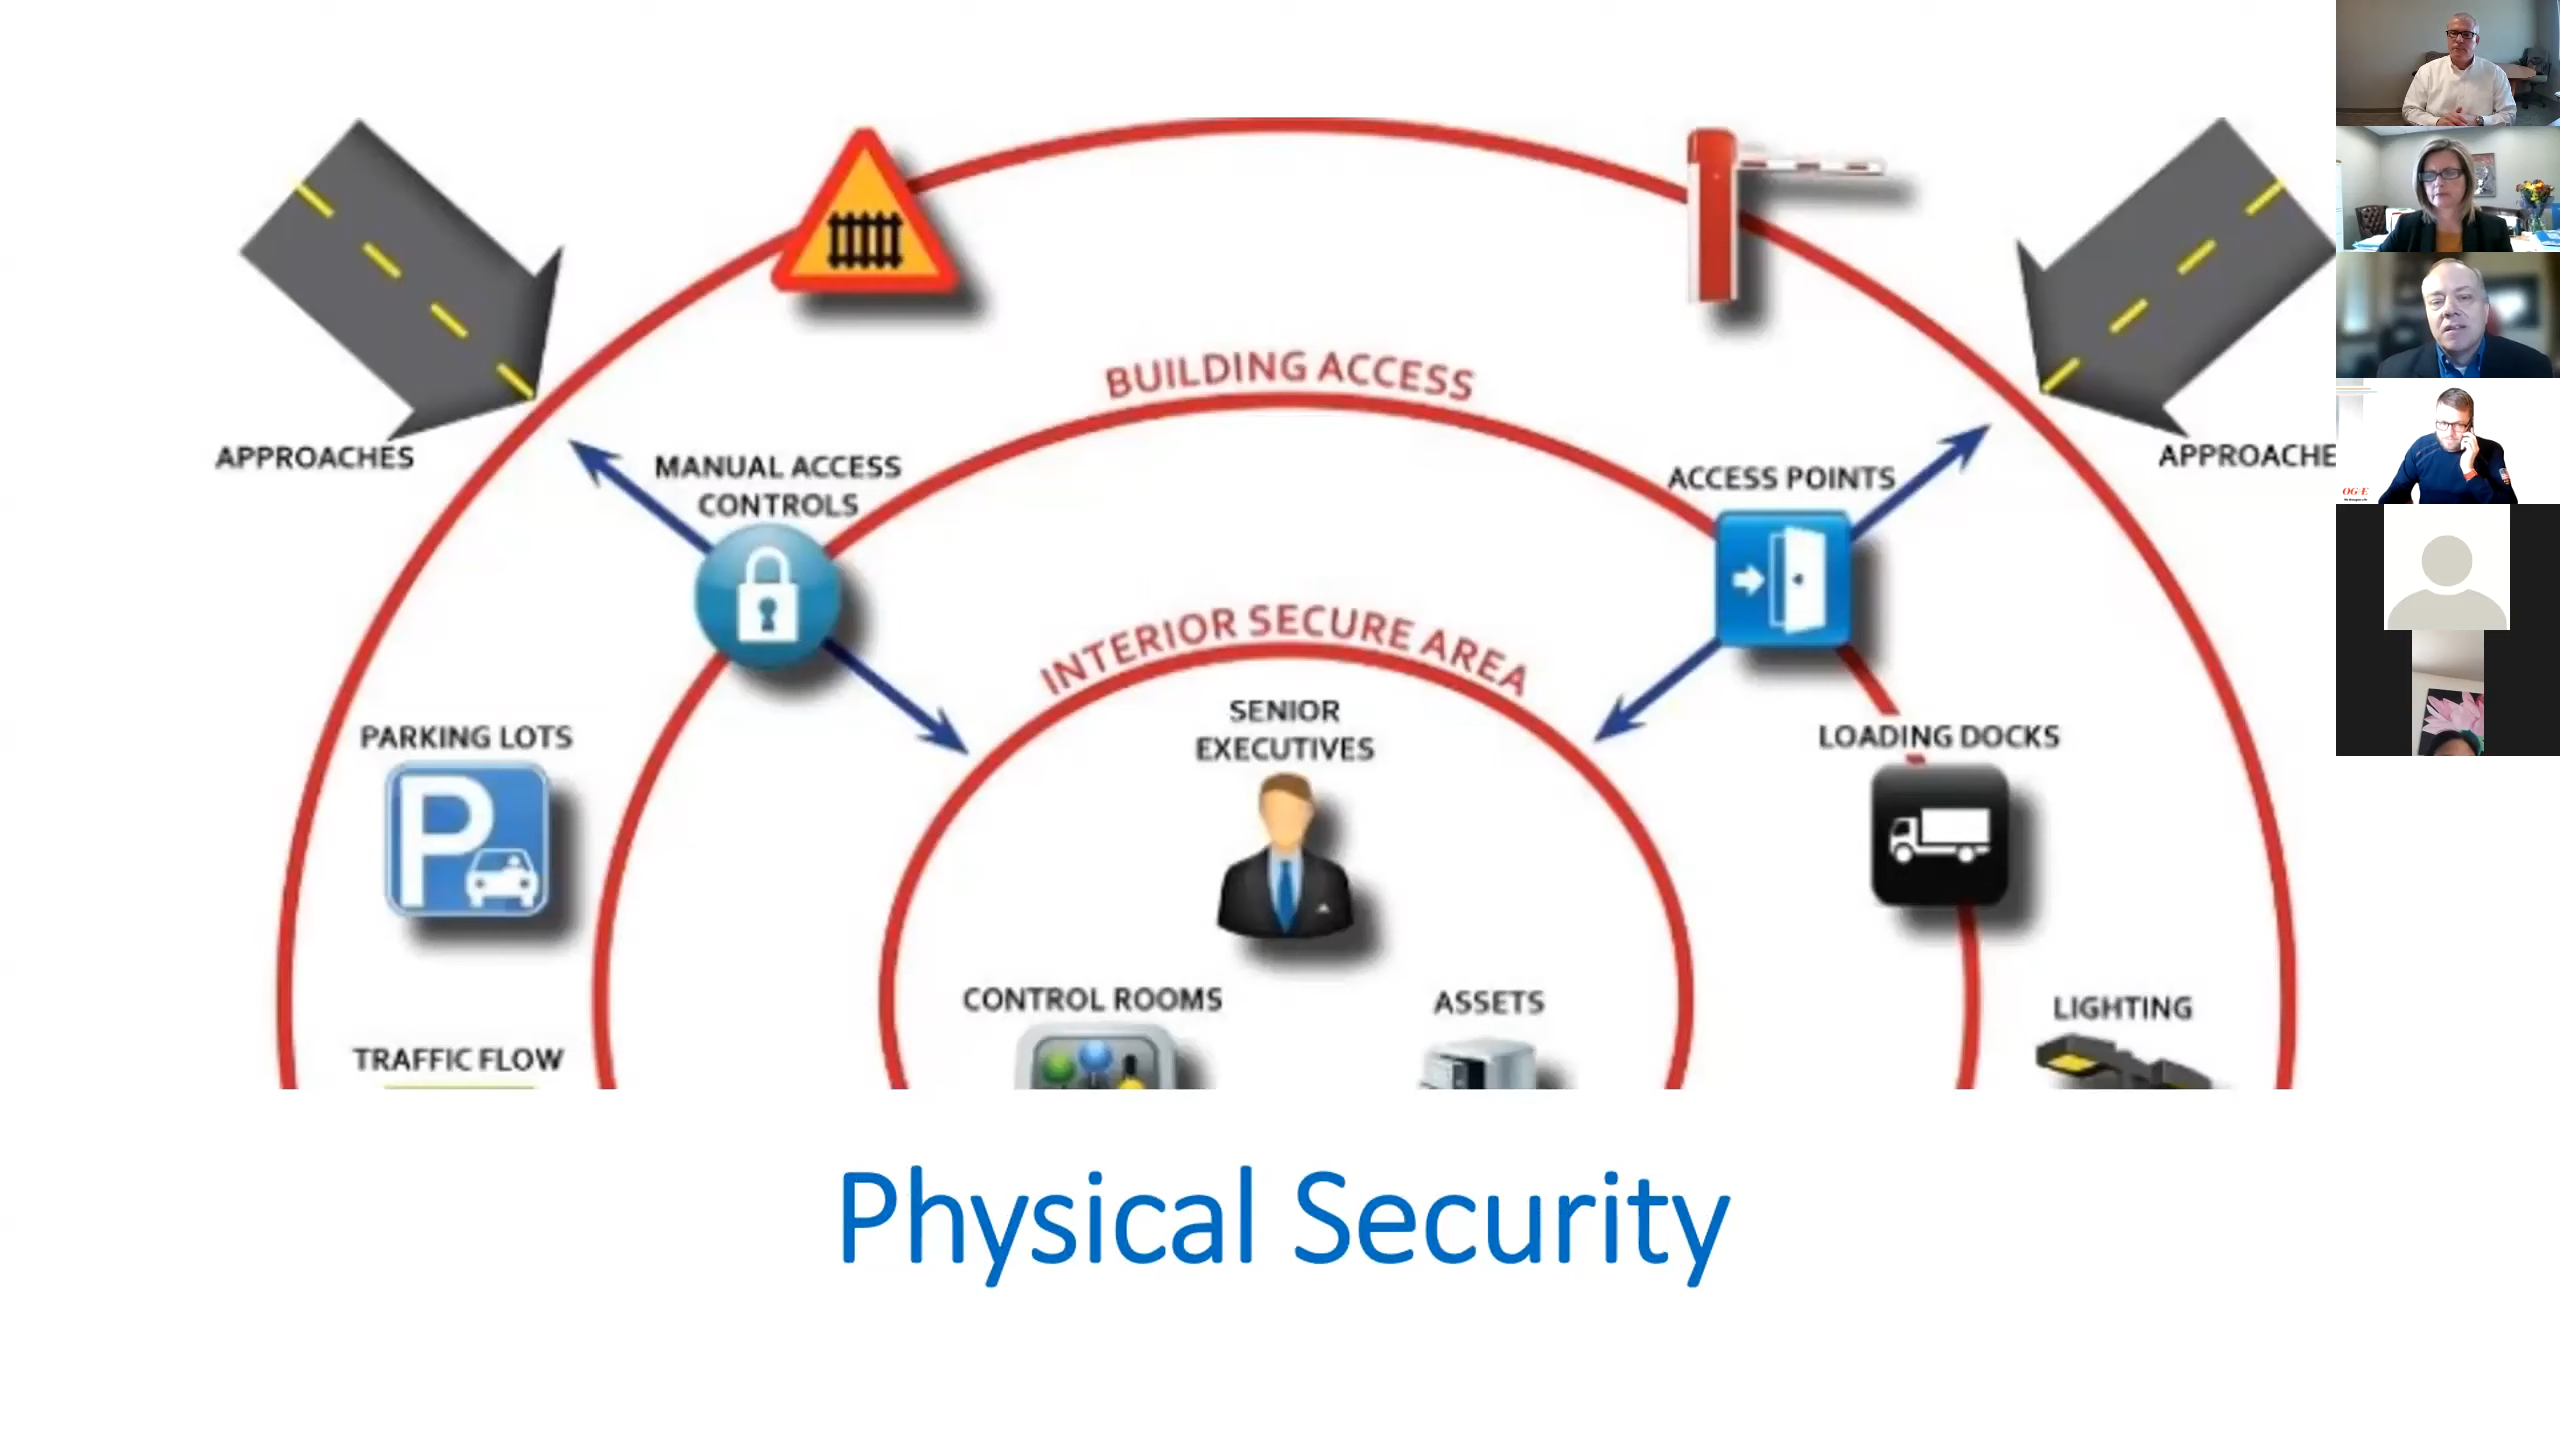 BUILDING ACCESS
APPROACHES
MANUAL ACCESS
CONTROLS
ACCESS POINTS
APPROACHE
INTERIOR SECURE AREA
PARKING LOTS
SENIOR
EXECUTIVES
LOADING DOCKS
P
CONTROL ROOMS
ASSETS
LIGHTING
TRAFFIC FLOW
Physical Security
OG+E